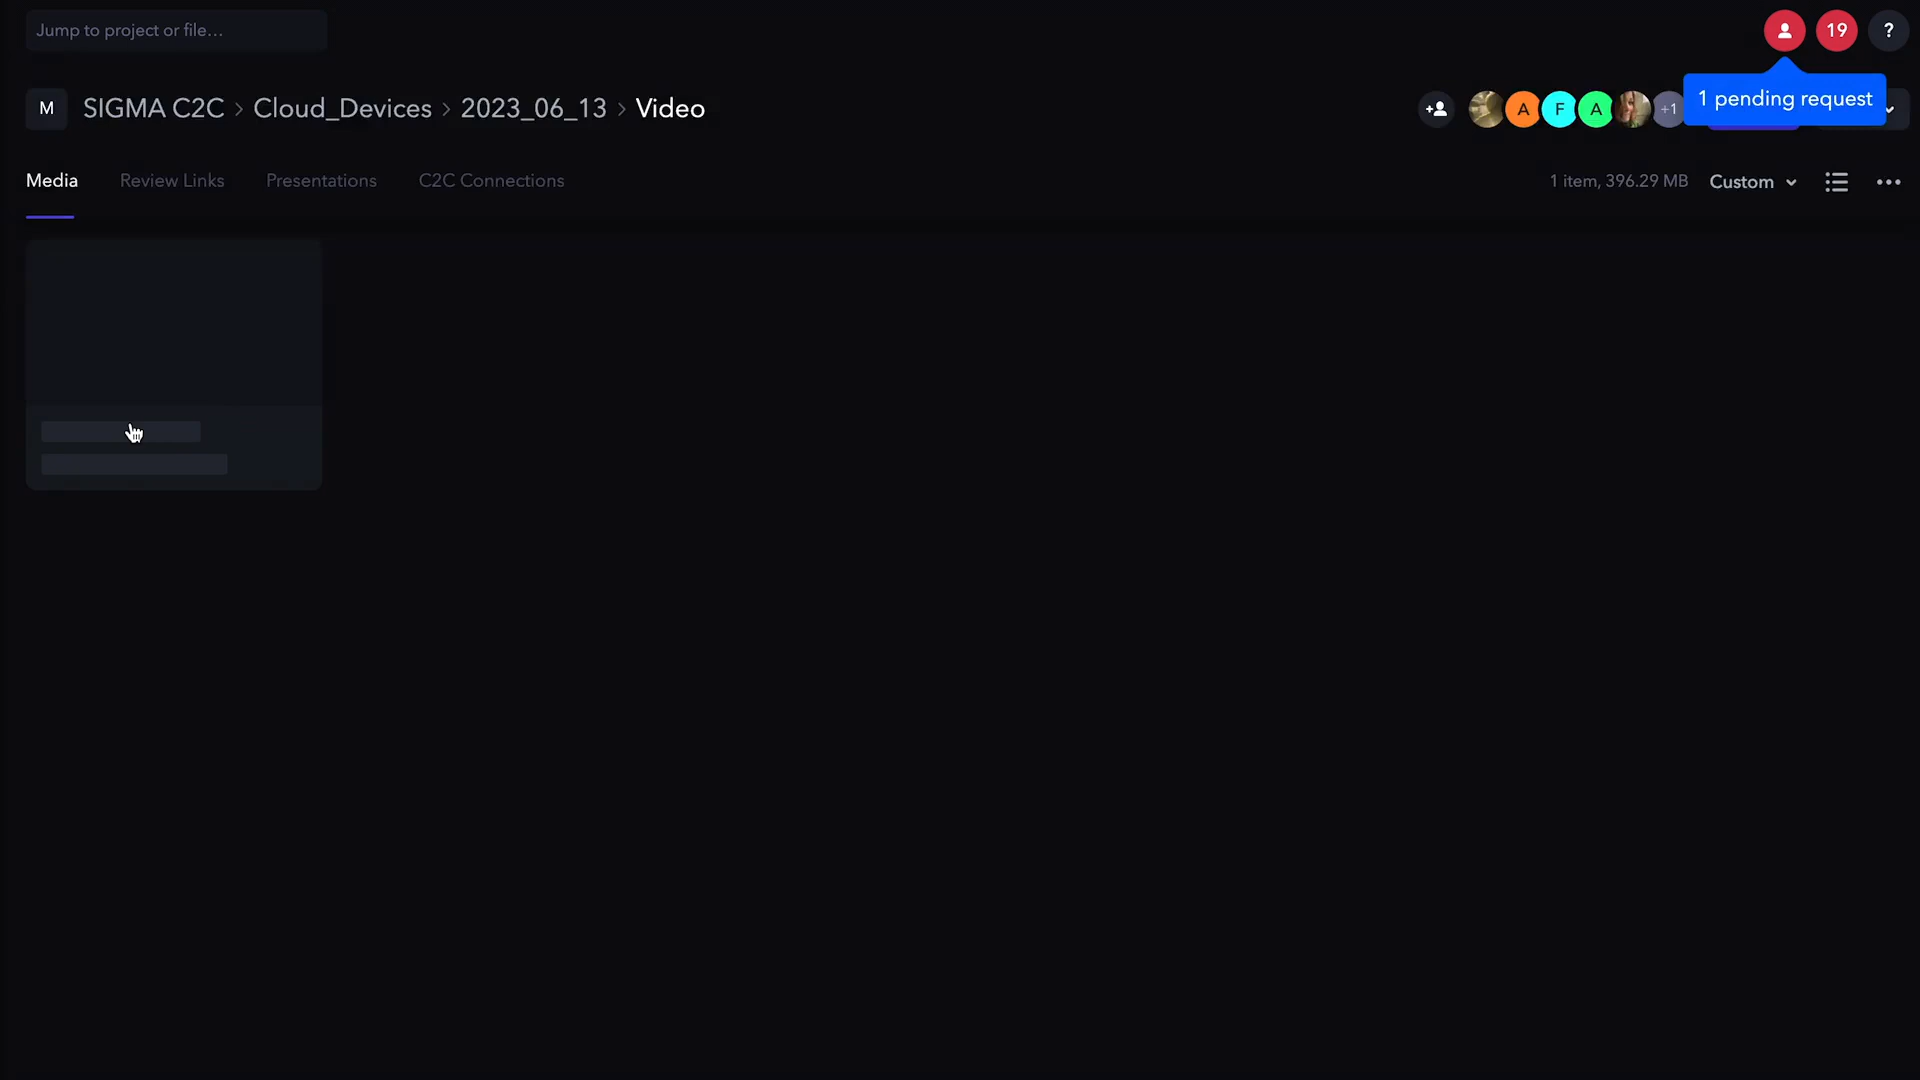 Jump to project or file...
19
?
M
SIGMA C2C > Cloud_Devices > 2023_06_13 > Video
A
F
A
+1
1 pending request
Media
Review Links
Presentations
C2C Connections
1 item, 396.29 MB
Custom